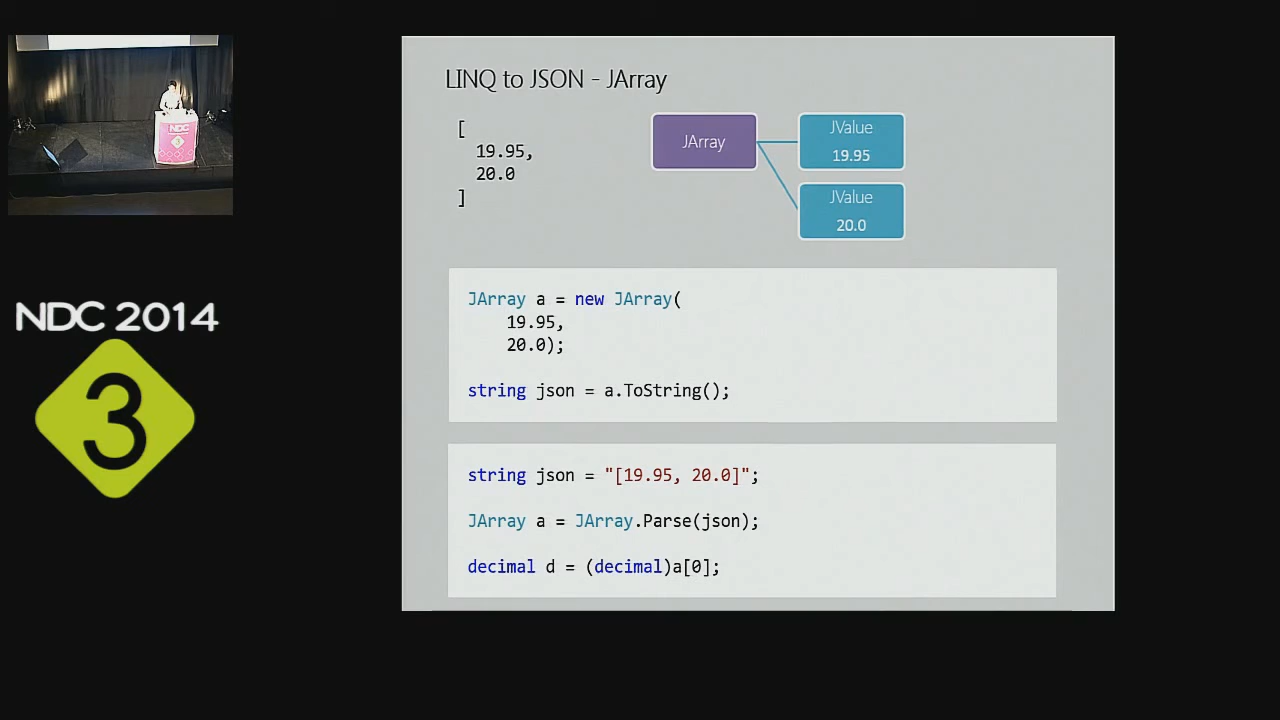 NDC
3
NDC 2014
3
LINQ to JSON - JArray
[
19.95,
20.0
]
JArray
JValue
19.95
JValue
20.0
JArray a = new JArray(
19.95,
20.0);
string json = a.ToString();
string json = "[19.95, 20.0]";
JArray a = JArray.Parse(json);
decimal d = (decimal)a[0];